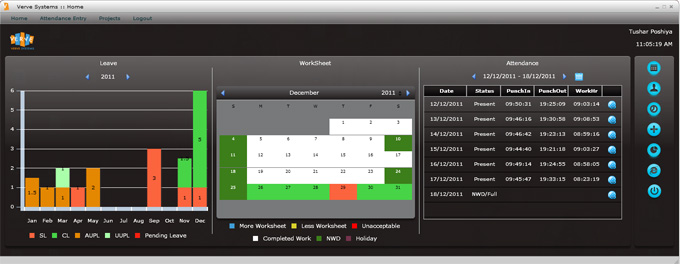 Verve Systems :: Home
Home Attendance Entry Projects Logout
VERVE SYSTEMS
Tushar Poshiya
11:05:19 AM
Leave
2011
6
5
4
3
2
1
0
1.5
1
1
1
1
2
3
2.5
1
5
1
Jan Feb Mar Apr May Jun Jul Aug Sep Oct Nov Dec
SL CL AUPL UUPL Pending Leave
WorkSheet
December 2011
S M T W T F S
1 2 3
4 5 6 7 8 9 10
11 12 13 14 15 16 17
18 19 20 21 22 23 24
25 26 27 28 29 30 31
More Worksheet Less Worksheet Unacceptable
Completed Work NWD Holiday
Attendance
12/12/2011 - 18/12/2011
Date Status PunchIn PunchOut WorkHr
12/12/2011 Present 09:50:31 19:25:09 09:03:14
13/12/2011 Present 09:46:16 19:30:58 09:08:53
14/12/2011 Present 09:46:42 19:23:13 08:59:16
15/12/2011 Present 09:44:40 19:21:18 09:03:27
16/12/2011 Present 09:49:14 19:24:55 08:58:05
17/12/2011 Present 09:45:47 19:33:15 08:23:19
18/12/2011 NWD/Full